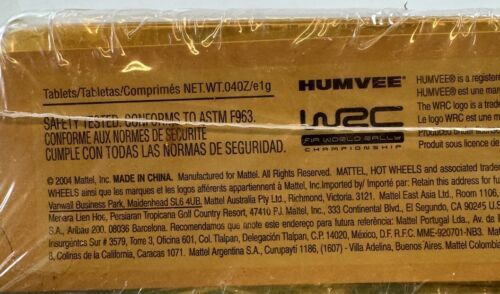 Tablets/Tabletas/Comprimés NET.WT.04OZ/e1g
SAFETY TESTED. CONFORMS TO ASTM F963.
CONFORME AUX NORMES DE SÉCURITÉ
CUMPLE CON TODAS LAS NORMAS DE SEGURIDAD.
HUMVEE®
WRC
FIA WORLD RALLY
CHAMPIONSHIP
HUMVEE® is a registere
HUMVEE® est une mar
The WRC logo is a trade
Le logo WRC est une marq
Produced under
Produit sous licence de
© 2004 Mattel, Inc. MADE IN CHINA. Manufactured for Mattel. All Rights Reserved. MATTEL, HOT WHEELS and associated trade
WHEELS ainsi que les marques et logos afférents appartiennent à Mattel, Inc.Imported by/ Importé par: Retain this address for fu
Vanwall Business Park, Maidenhead SL6 4UB. Mattel Australia Pty Ltd., Richmond, Victoria, 3121. Mattel East Asia Ltd., Room 1106,
Menara Lien Hoe, Persiaran Tropicana Golf Country Resort, 47410 PJ. Mattel, Inc., 333 Continental Blvd., El Segundo, CA 90245 U.S
S.A., Aribau 200. 08036 Barcelona. Recomendamos que anote este endereço para futura referência: Mattel Portugal Lda., Av. da
Insurgentes Sur # 3579, Torre 3, Oficina 601, Col. Tlalpan, Delegación Tlalpan, C.P. 14020, México, D.F. R.F.C. MME-920701-NB3. Mattel
8, Colinas de la California, Caracas 1071. Mattel Argentina S.A., Curupaytí 1186, (1607) - Villa Adelina, Buenos Aires. Mattel Colombia